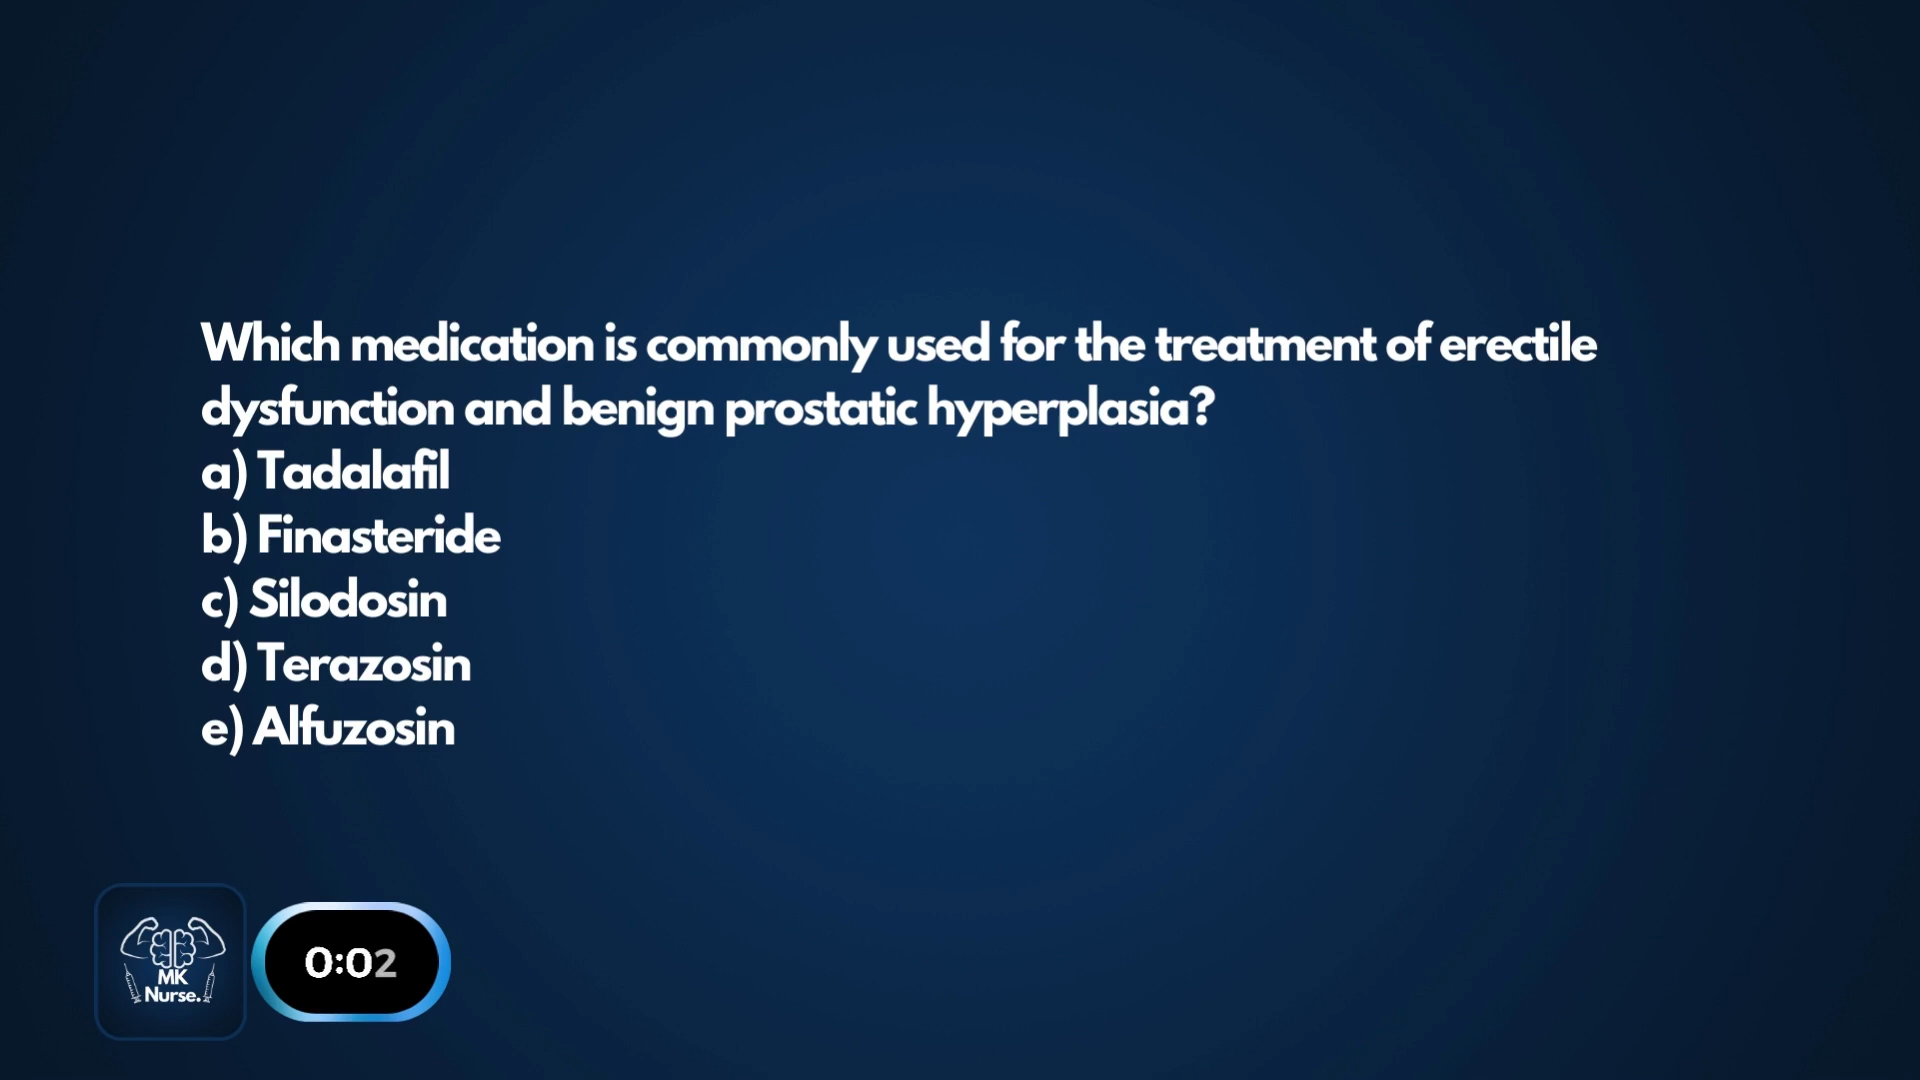 Which medication is commonly used for the treatment of erectile
dysfunction and benign prostatic hyperplasia?
a) Tadalafil
b) Finasteride
c) Silodosin
d) Terazosin
e) Alfuzosin
MK
Nurse.
0:02